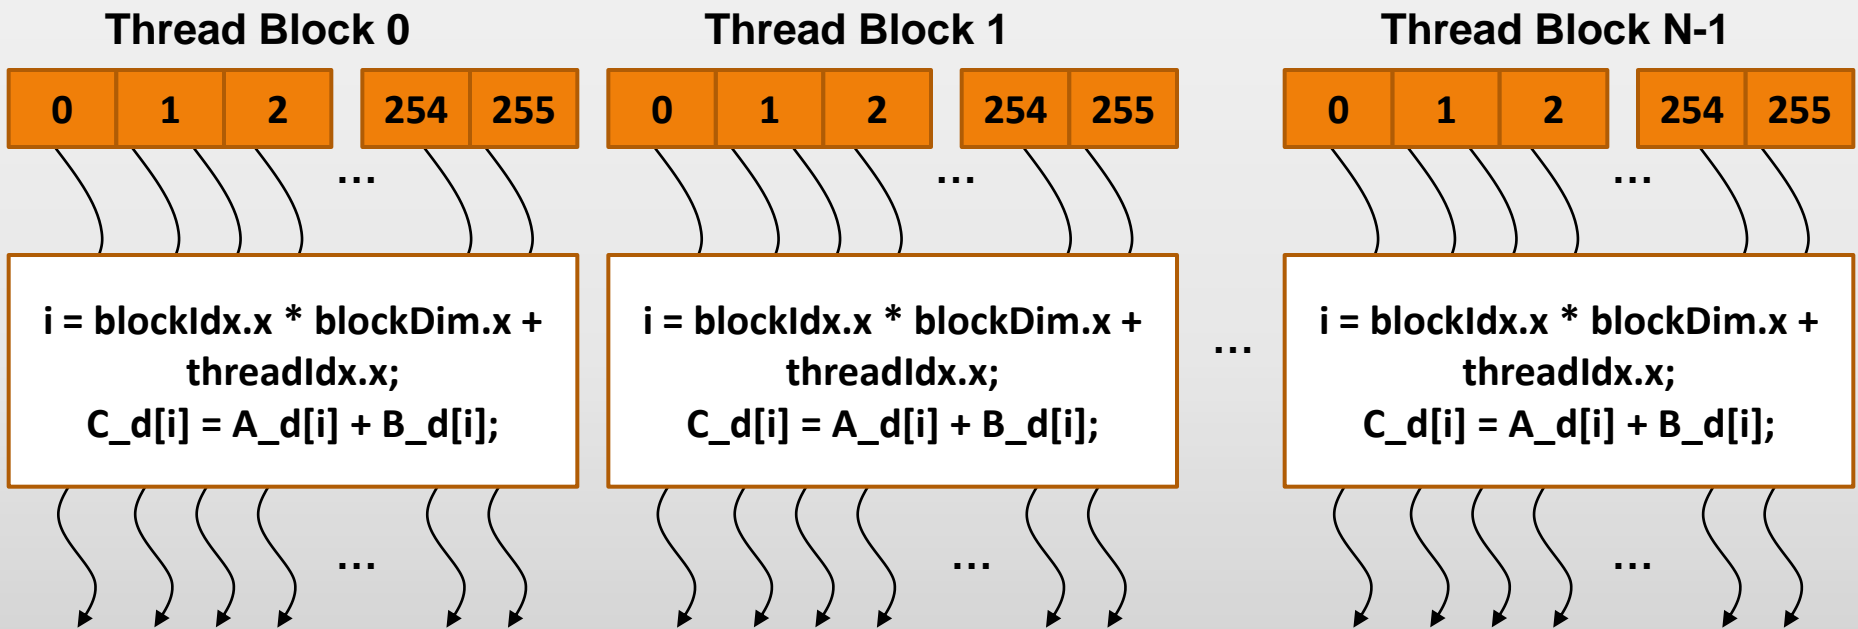 Thread Block 0
0 1 2 254 255
...
i = blockIdx.x * blockDim.x +
threadIdx.x;
C_d[i] = A_d[i] + B_d[i];
...
Thread Block 1
0 1 2 254 255
...
i = blockIdx.x * blockDim.x +
threadIdx.x;
C_d[i] = A_d[i] + B_d[i];
...
...
Thread Block N-1
0 1 2 254 255
...
i = blockIdx.x * blockDim.x +
threadIdx.x;
C_d[i] = A_d[i] + B_d[i];
...